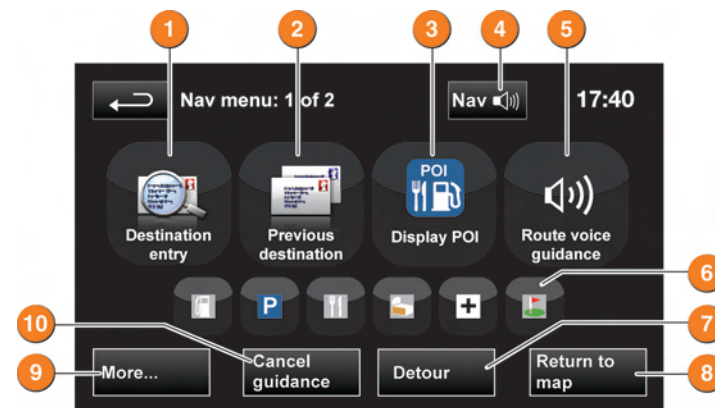 1 2 3 4 5
Nav menu: 1 of 2 Nav 17:40
POI
Destination entry
Previous destination
Display POI
Route voice guidance
P
6
10
7
9
More...
Cancel guidance
Detour
Return to map
8